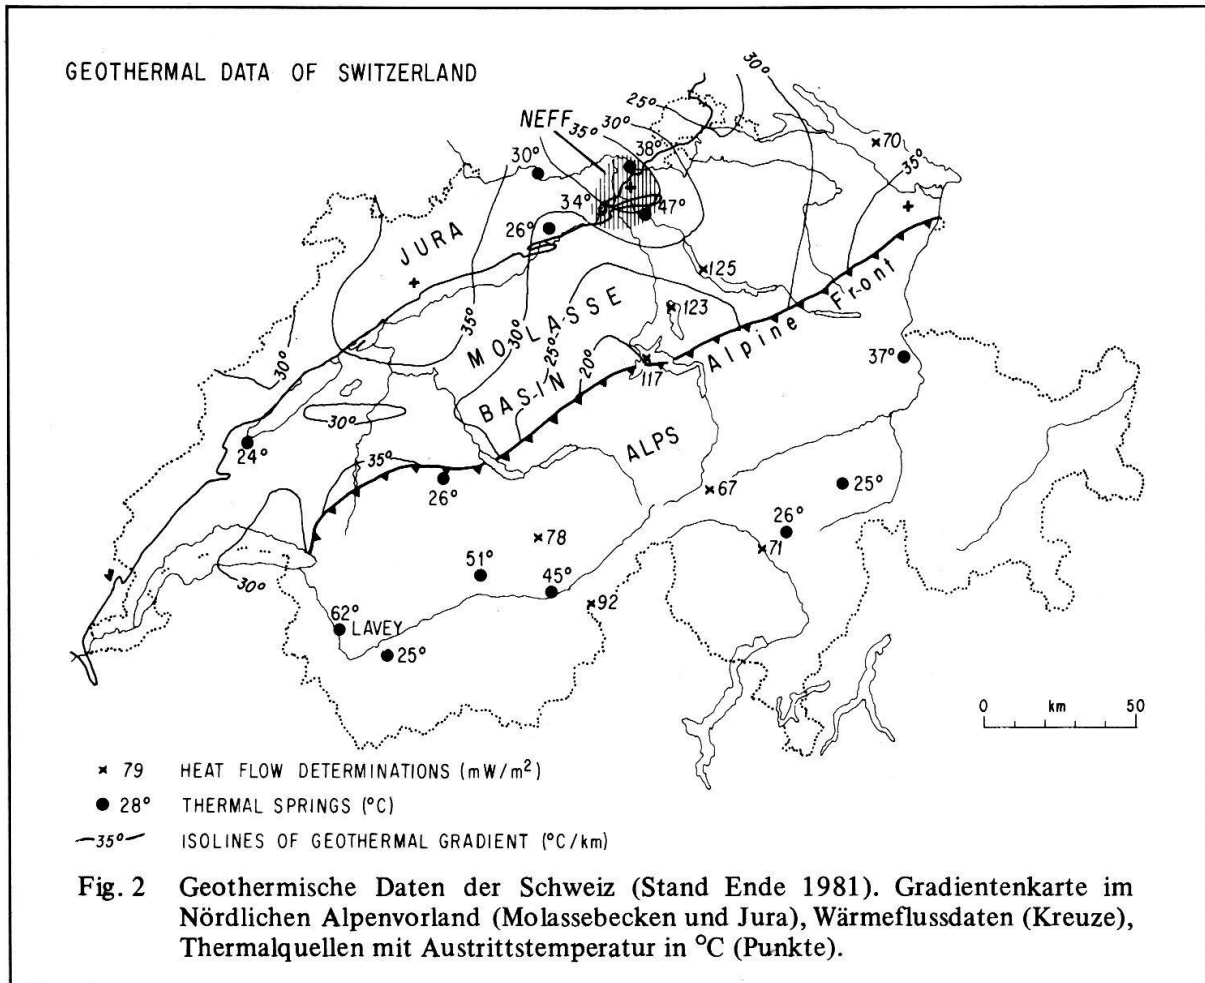 GEOTHERMAL DATA OF SWITZERLAND
30°
25°
NEFF
35°
30°
38°
70
30°
35°
34°
47°
26°
JURA
125
123
MOLASSE
Alpine Front
35°
30°
25°
20°
117
37°
30°
BASIN
30°
ALPS
24°
35°
26°
67
25°
26°
78
71
51°
45°
30°
92
62° LAVEY
25°
0 km 50
× 79 HEAT FLOW DETERMINATIONS (mW/m²)
● 28° THERMAL SPRINGS (°C)
—35°— ISOLINES OF GEOTHERMAL GRADIENT (°C/km)
Fig. 2 Geothermische Daten der Schweiz (Stand Ende 1981). Gradientenkarte im
Nördlichen Alpenvorland (Molassebecken und Jura), Wärmeflussdaten (Kreuze),
Thermalquellen mit Austrittstemperatur in °C (Punkte).